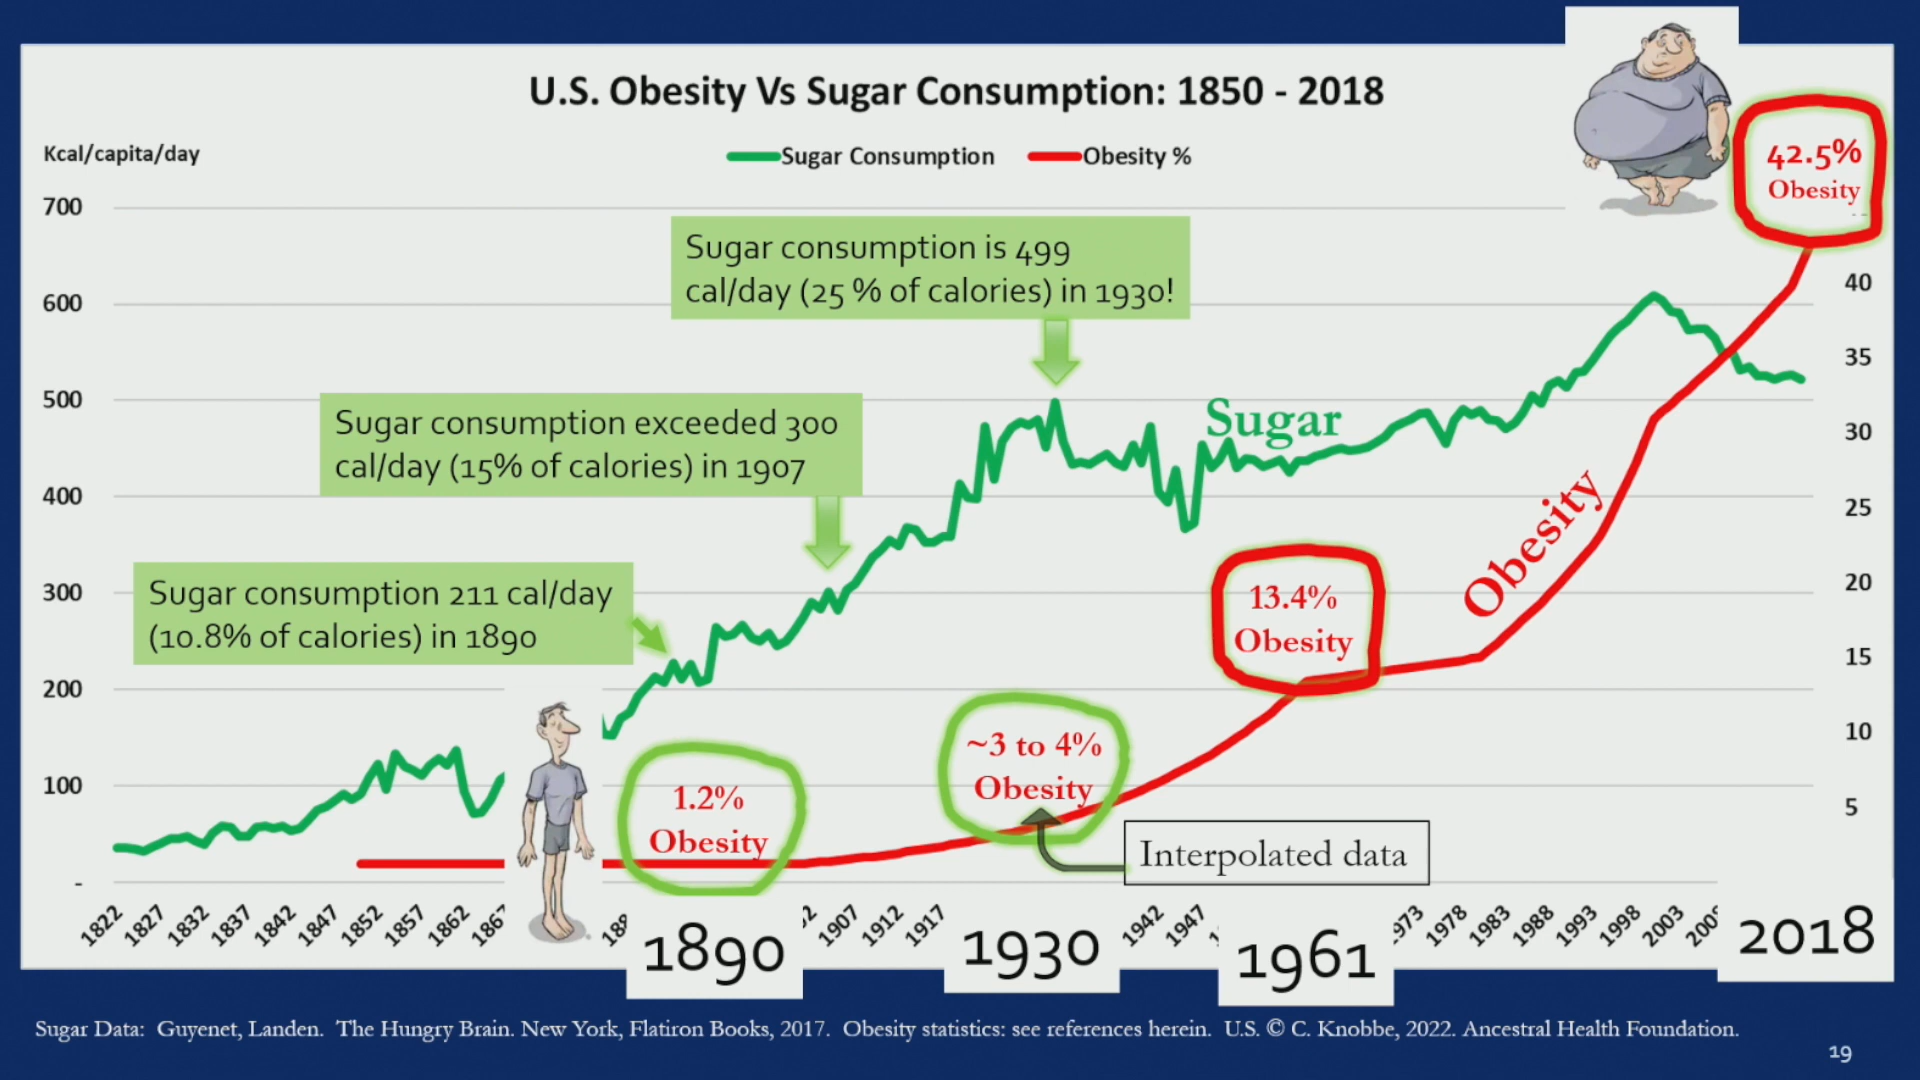 U.S. Obesity Vs Sugar Consumption: 1850 - 2018
Kcal/capita/day
Sugar Consumption
Obesity %
42.5%
Obesity
700
600
500
400
300
200
100
-
40
35
30
25
20
15
10
5
Sugar consumption is 499
cal/day (25 % of calories) in 1930!
Sugar consumption exceeded 300
cal/day (15% of calories) in 1907
Sugar consumption 211 cal/day
(10.8% of calories) in 1890
Sugar
Obesity
13.4%
Obesity
~3 to 4%
Obesity
1.2%
Obesity
Interpolated data
1822
1827
1832
1837
1842
1847
1852
1857
1862
1907
1912
1917
1942
1947
1978
1983
1988
1993
1998
2003
1890
1930
1961
2018
Sugar Data: Guyenet, Landen. The Hungry Brain. New York, Flatiron Books, 2017. Obesity statistics: see references herein. U.S. © C. Knobbe, 2022. Ancestral Health Foundation.
19